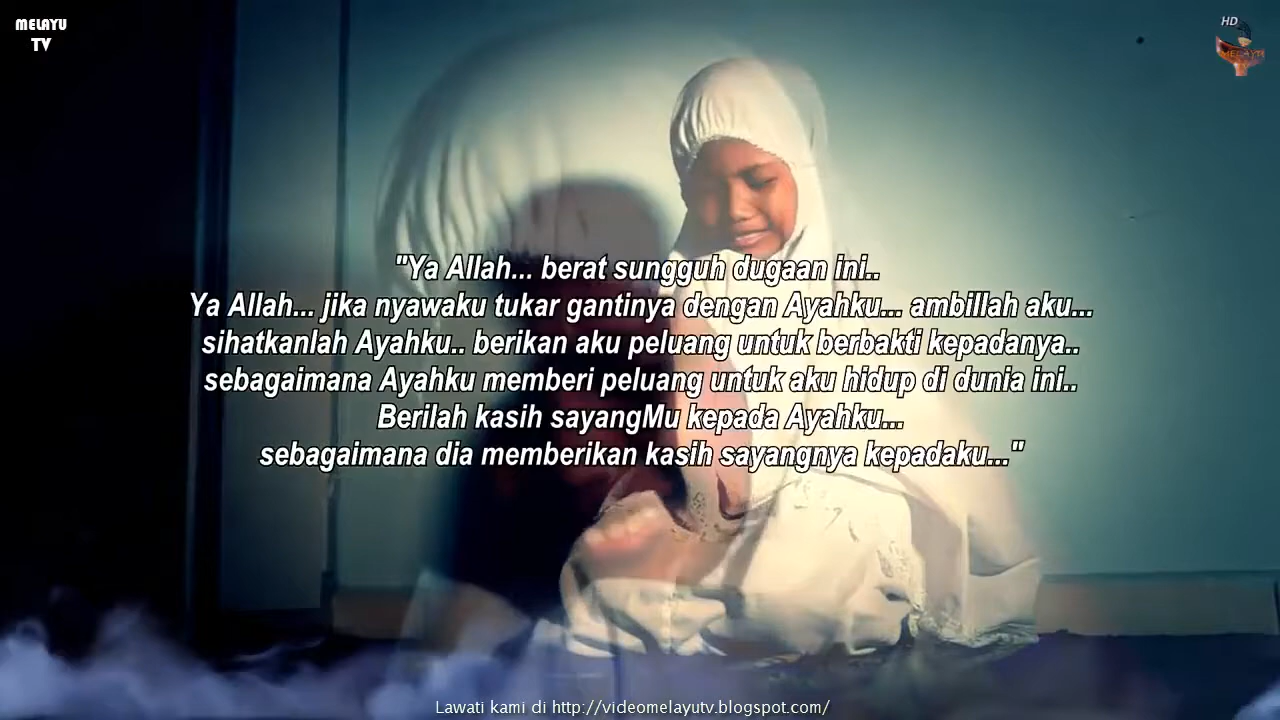 MELAYU
TV
HD
MELAYU
"Ya Allah... berat sungguh dugaan ini..
Ya Allah... jika nyawaku tukar gantinya dengan Ayahku... ambillah aku...
sihatkanlah Ayahku.. berikan aku peluang untuk berbakti kepadanya..
sebagaimana Ayahku memberi peluang untuk aku hidup di dunia ini..
Berilah kasih sayangMu kepada Ayahku...
sebagaimana dia memberikan kasih sayangnya kepadaku..."
Lawati kami di http://videomelayutv.blogspot.com/